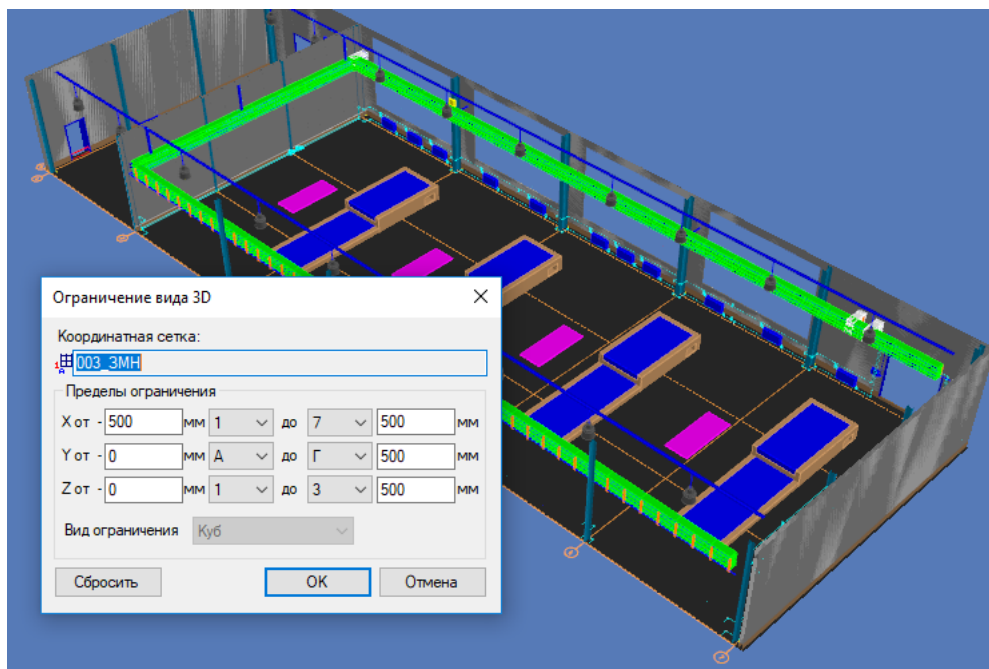 Ограничение вида 3D
Координатная сетка:
003_ЗМН
Пределы ограничения
X от - 500 мм 1 до 7 500 мм
Y от - 0 мм А до Г 500 мм
Z от - 0 мм 1 до 3 500 мм
Вид ограничения Куб
Сбросить OK Отмена